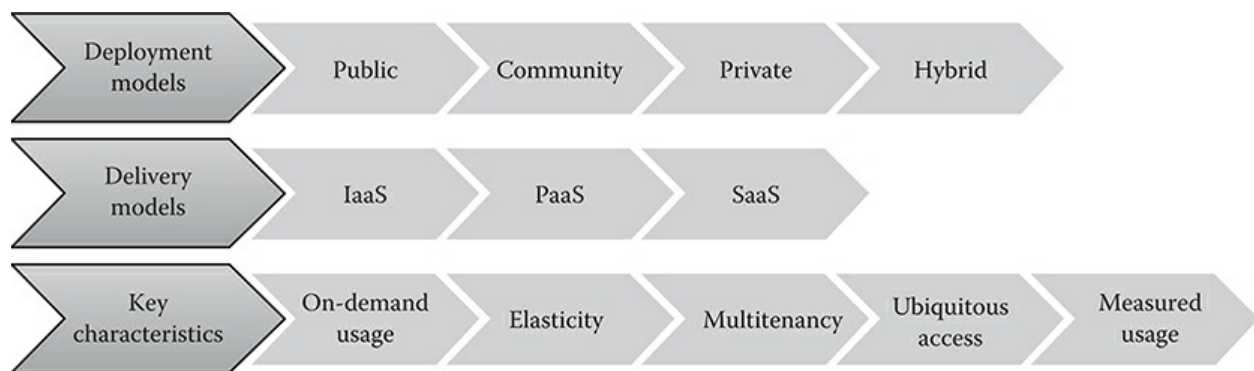 Deployment
models
Public
Community
Private
Hybrid
Delivery
models
IaaS
PaaS
SaaS
Key
characteristics
On-demand
usage
Elasticity
Multitenancy
Ubiquitous
access
Measured
usage